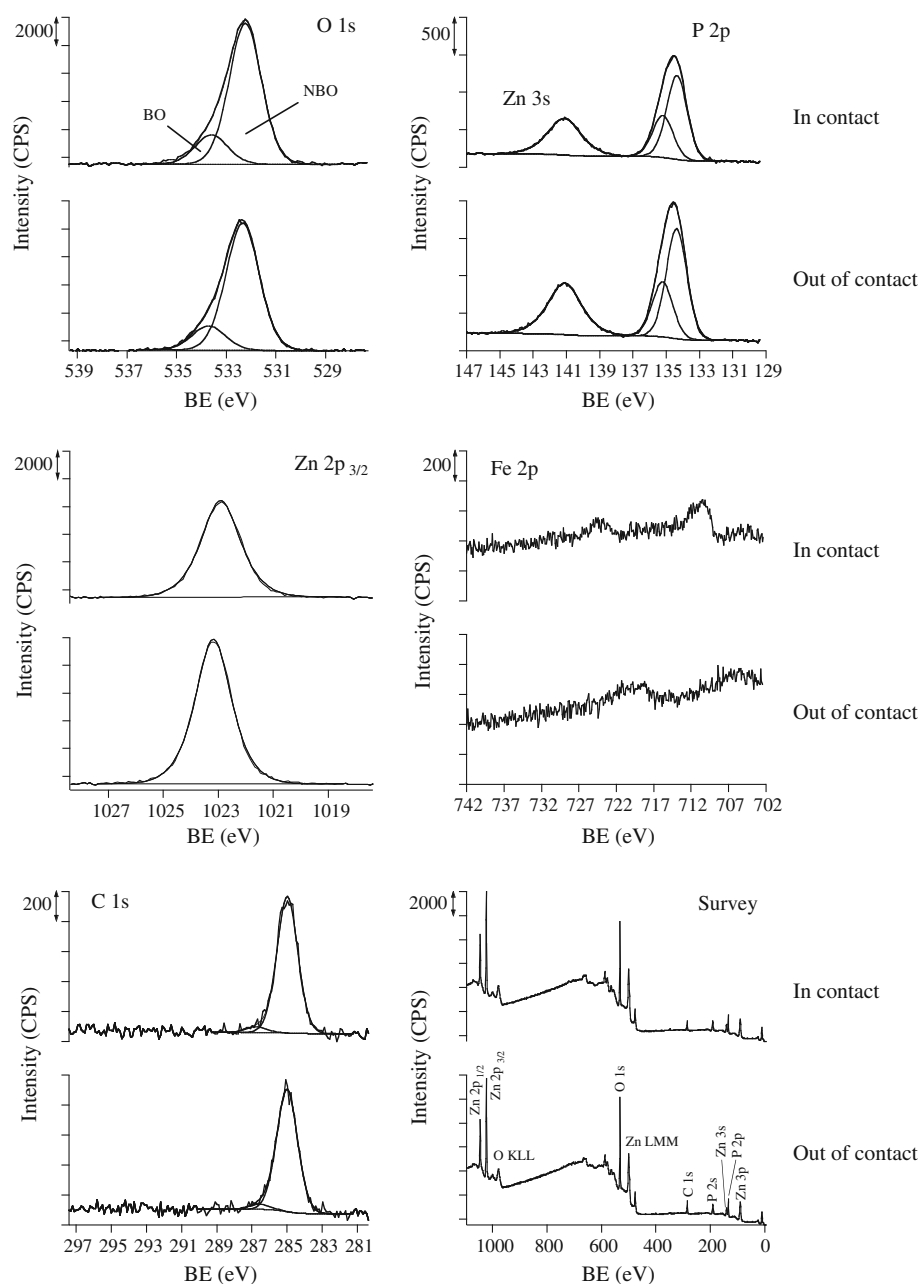 2000
O 1s
BO
NBO
Intensity (CPS)
539 537 535 533 531 529
BE (eV)
500
P 2p
Zn 3s
In contact
Intensity (CPS)
Out of contact
147 145 143 141 139 137 135 133 131 129
BE (eV)
2000
Zn 2p 3/2
Intensity (CPS)
1027 1025 1023 1021 1019
BE (eV)
200
Fe 2p
In contact
Intensity (CPS)
Out of contact
742 737 732 727 722 717 712 707 702
BE (eV)
200
C 1s
Intensity (CPS)
297 295 293 291 289 287 285 283 281
BE (eV)
2000
Survey
In contact
Intensity (CPS)
Zn 2p 1/2
Zn 2p 3/2
O KLL
O 1s
Zn LMM
C 1s
P 2s
Zn 3s
P 2p
Zn 3p
Out of contact
1000 800 600 400 200 0
BE (eV)